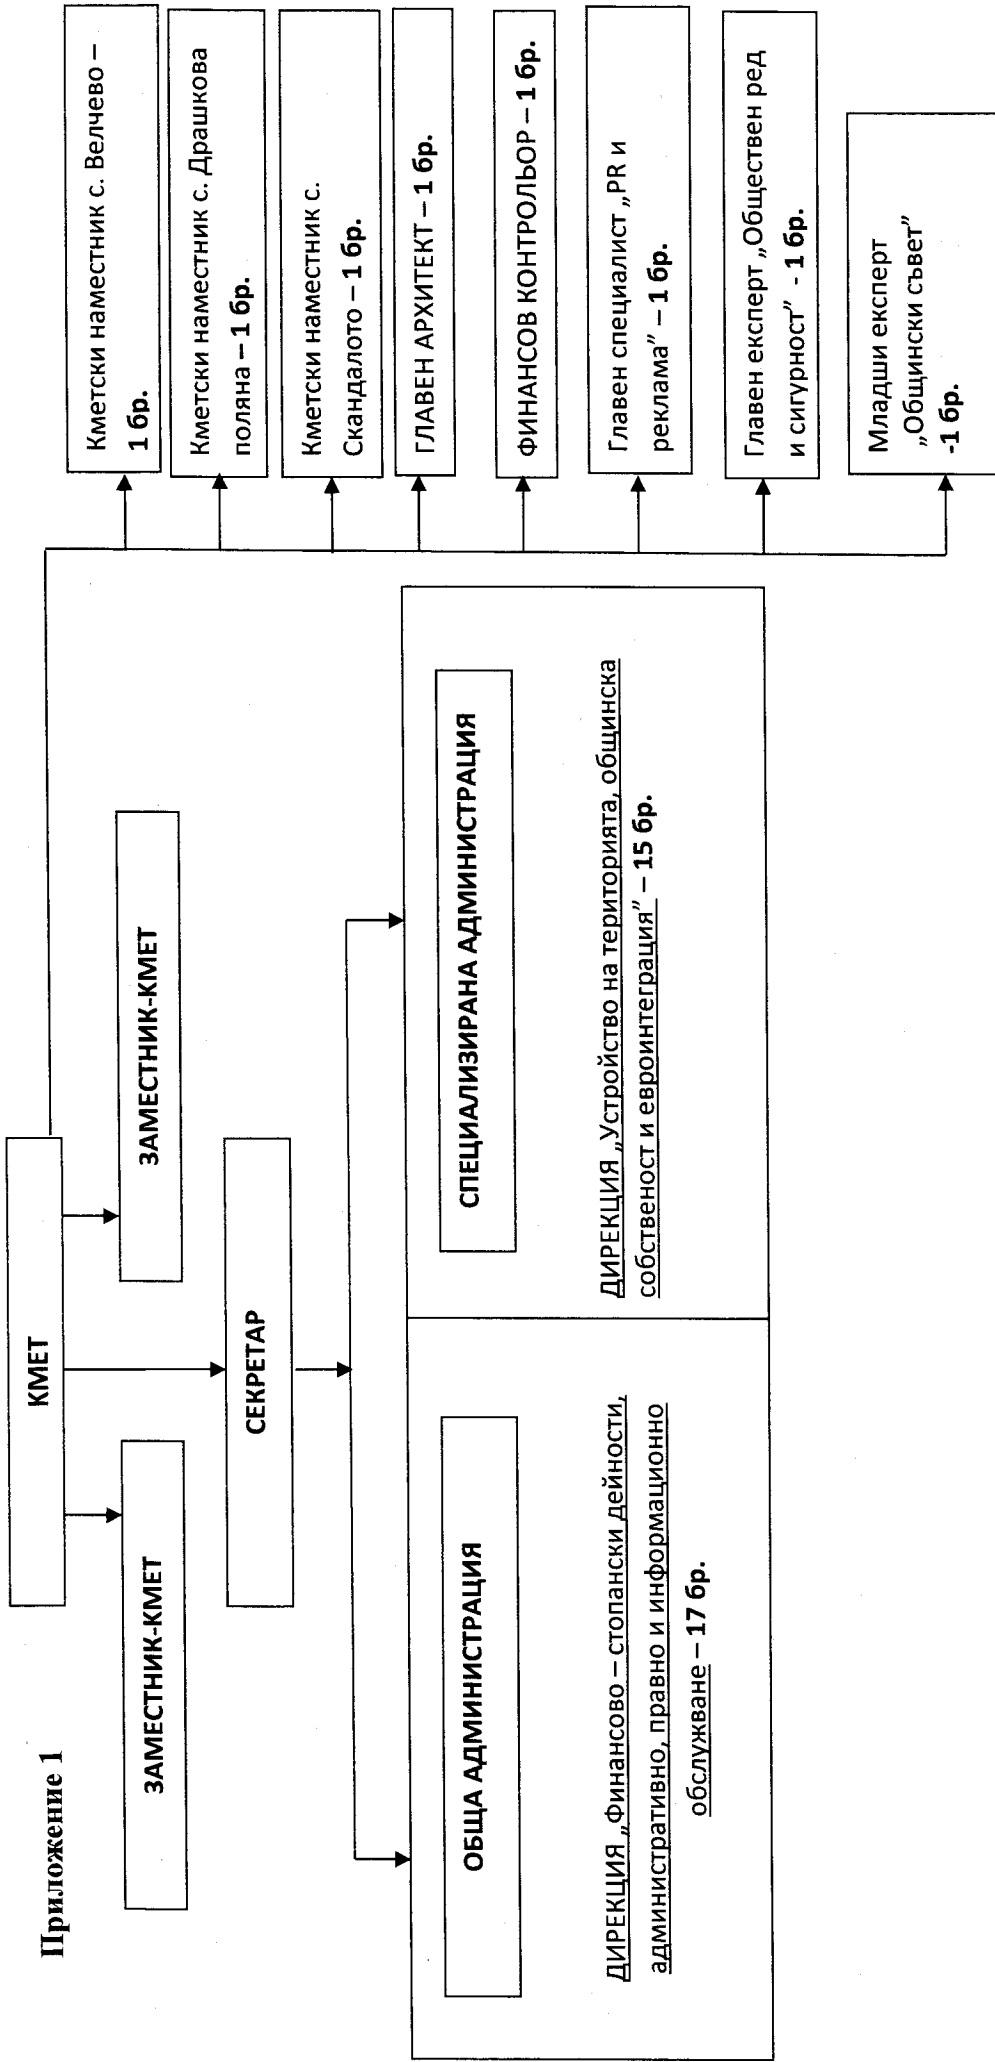 Приложение 1
КМЕТ
ЗАМЕСТНИК-КМЕТ
ЗАМЕСТНИК-КМЕТ
СЕКРЕТАР
ОБЩА АДМИНИСТРАЦИЯ
ДИРЕКЦИЯ „Финансово – стопански дейности,
административно, правно и информационно
обслужване – 17 бр.
СПЕЦИАЛИЗИРАНА АДМИНИСТРАЦИЯ
ДИРЕКЦИЯ „Устройство на територията, общинска
собственост и евроинтеграция” – 15 бр.
Кметски наместник с. Велчево –
1 бр.
Кметски наместник с. Драшкова
поляна – 1 бр.
Кметски наместник с.
Скандалото – 1 бр.
ГЛАВЕН АРХИТЕКТ – 1 бр.
ФИНАНСОВ КОНТРОЛЬОР – 1 бр.
Главен специалист „PR и
реклама” – 1 бр.
Главен експерт „Обществен ред
и сигурност” - 1 бр.
Младши експерт
„Общински съвет”
-1 бр.